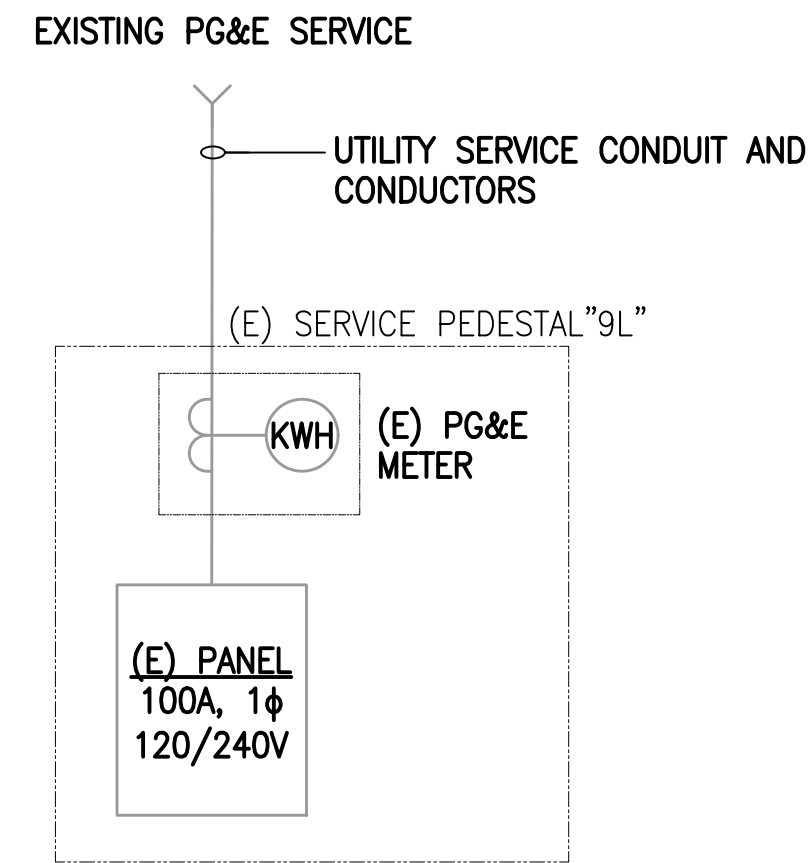 EXISTING PG&E SERVICE
UTILITY SERVICE CONDUIT AND
CONDUCTORS
(E) SERVICE PEDESTAL"9L"
KWH
(E) PG&E
METER
(E) PANEL
100A, 1ϕ
120/240V